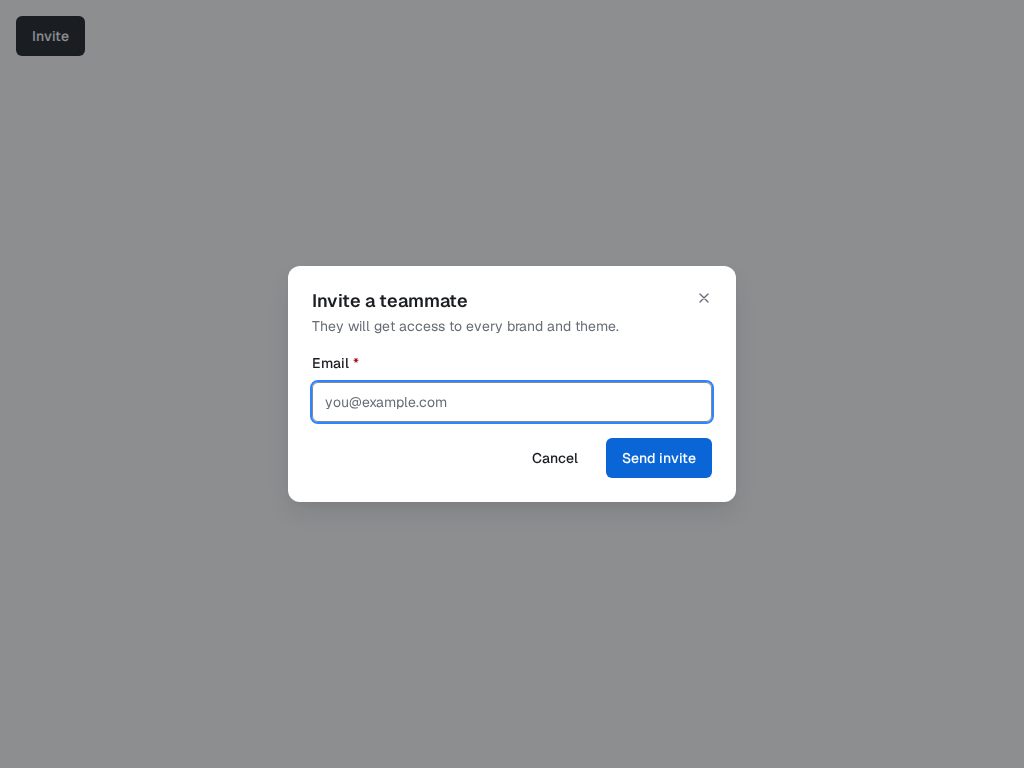 Invite
Invite a teammate
They will get access to every brand and theme.
Email *
you@example.com
Cancel
Send invite